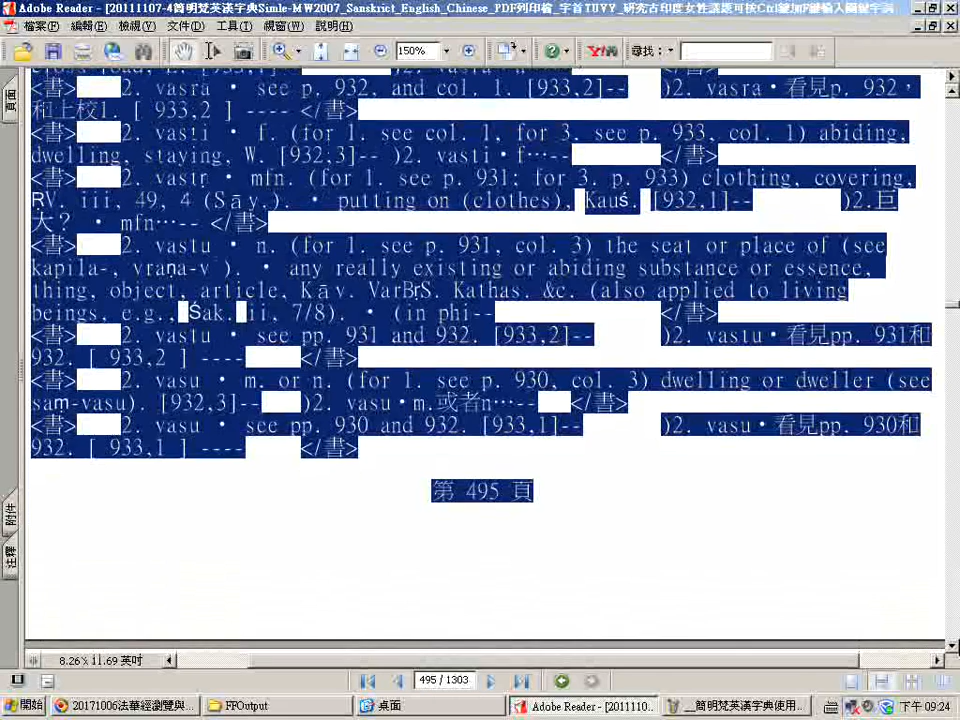 Adobe Reader - [20111107-4簡明梵英漢字典Simle-MW2007_Sanskrict_English_Chinese_PDF列印檔_字首TUVY_研究古印度女性議題可按Ctrl鍵加F鍵輸入關鍵字詞
檔案(F) 編輯(E) 檢視(V) 文件(D) 工具(T) 視窗(W) 說明(H)
150% 尋找:
頁面
<書> 2. vasra • see p. 932, and col. 1. [933,2]-- )2. vasra•看見p. 932,
和上校1. [ 933,2 ] ---- </書>
<書> 2. vasti • f. (for 1. see col. 1, for 3. see p. 933, col. 1) abiding,
dwelling, staying, W. [932,3]-- )2. vasti•f…-- </書>
<書> 2. vastṛ • mfn. (for 1. see p. 931; for 3. p. 933) clothing, covering,
RV. iii, 49, 4 (Sāy.). • putting on (clothes), Kauś. [932,1]-- )2.巨
大? • mfn…-- </書>
<書> 2. vastu • n. (for 1. see p. 931, col. 3) the seat or place of (see
kapila-, vraṇa-v ). • any really existing or abiding substance or essence,
thing, object, article, Kāv. VarBṛS. Kathas. &c. (also applied to living
beings, e.g., Śak. ii, 7/8). • (in phi-- </書>
<書> 2. vastu • see pp. 931 and 932. [933,2]-- )2. vastu•看見pp. 931和
932. [ 933,2 ] ---- </書>
<書> 2. vasu • m. or n. (for 1. see p. 930, col. 3) dwelling or dweller (see
saṃ-vasu). [932,3]-- )2. vasu•m.或者n…-- </書>
<書> 2. vasu • see pp. 930 and 932. [933,1]-- )2. vasu•看見pp. 930和
932. [ 933,1 ] ---- </書>
第 495 頁
附件
注釋
8.26 x 11.69 英吋
495 / 1303
開始 20171006法華經瀏覽與... FFOutput 桌面 Adobe Reader - [20111107-... __簡明梵英字典使用... 下午 09:24